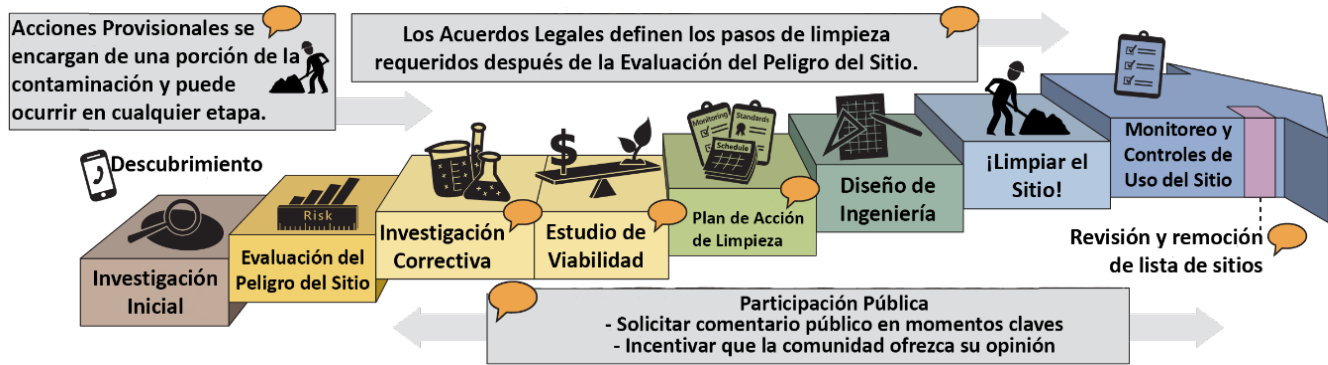 Acciones Provisionales se
encargan de una porción de la
contaminación y puede
ocurrir en cualquier etapa.
Los Acuerdos Legales definen los pasos de limpieza
requeridos después de la Evaluación del Peligro del Sitio.
Descubrimiento
Investigación
Inicial
Risk
Evaluación del
Peligro del Sitio
Investigación
Correctiva
$
Estudio de
Viabilidad
Monitoring
Standards
Schedule
Plan de Acción
de Limpieza
Diseño de
Ingeniería
¡Limpiar el
Sitio!
Monitoreo y
Controles de
Uso del Sitio
Revisión y remoción
de lista de sitios
Participación Pública
- Solicitar comentario público en momentos claves
- Incentivar que la comunidad ofrezca su opinión